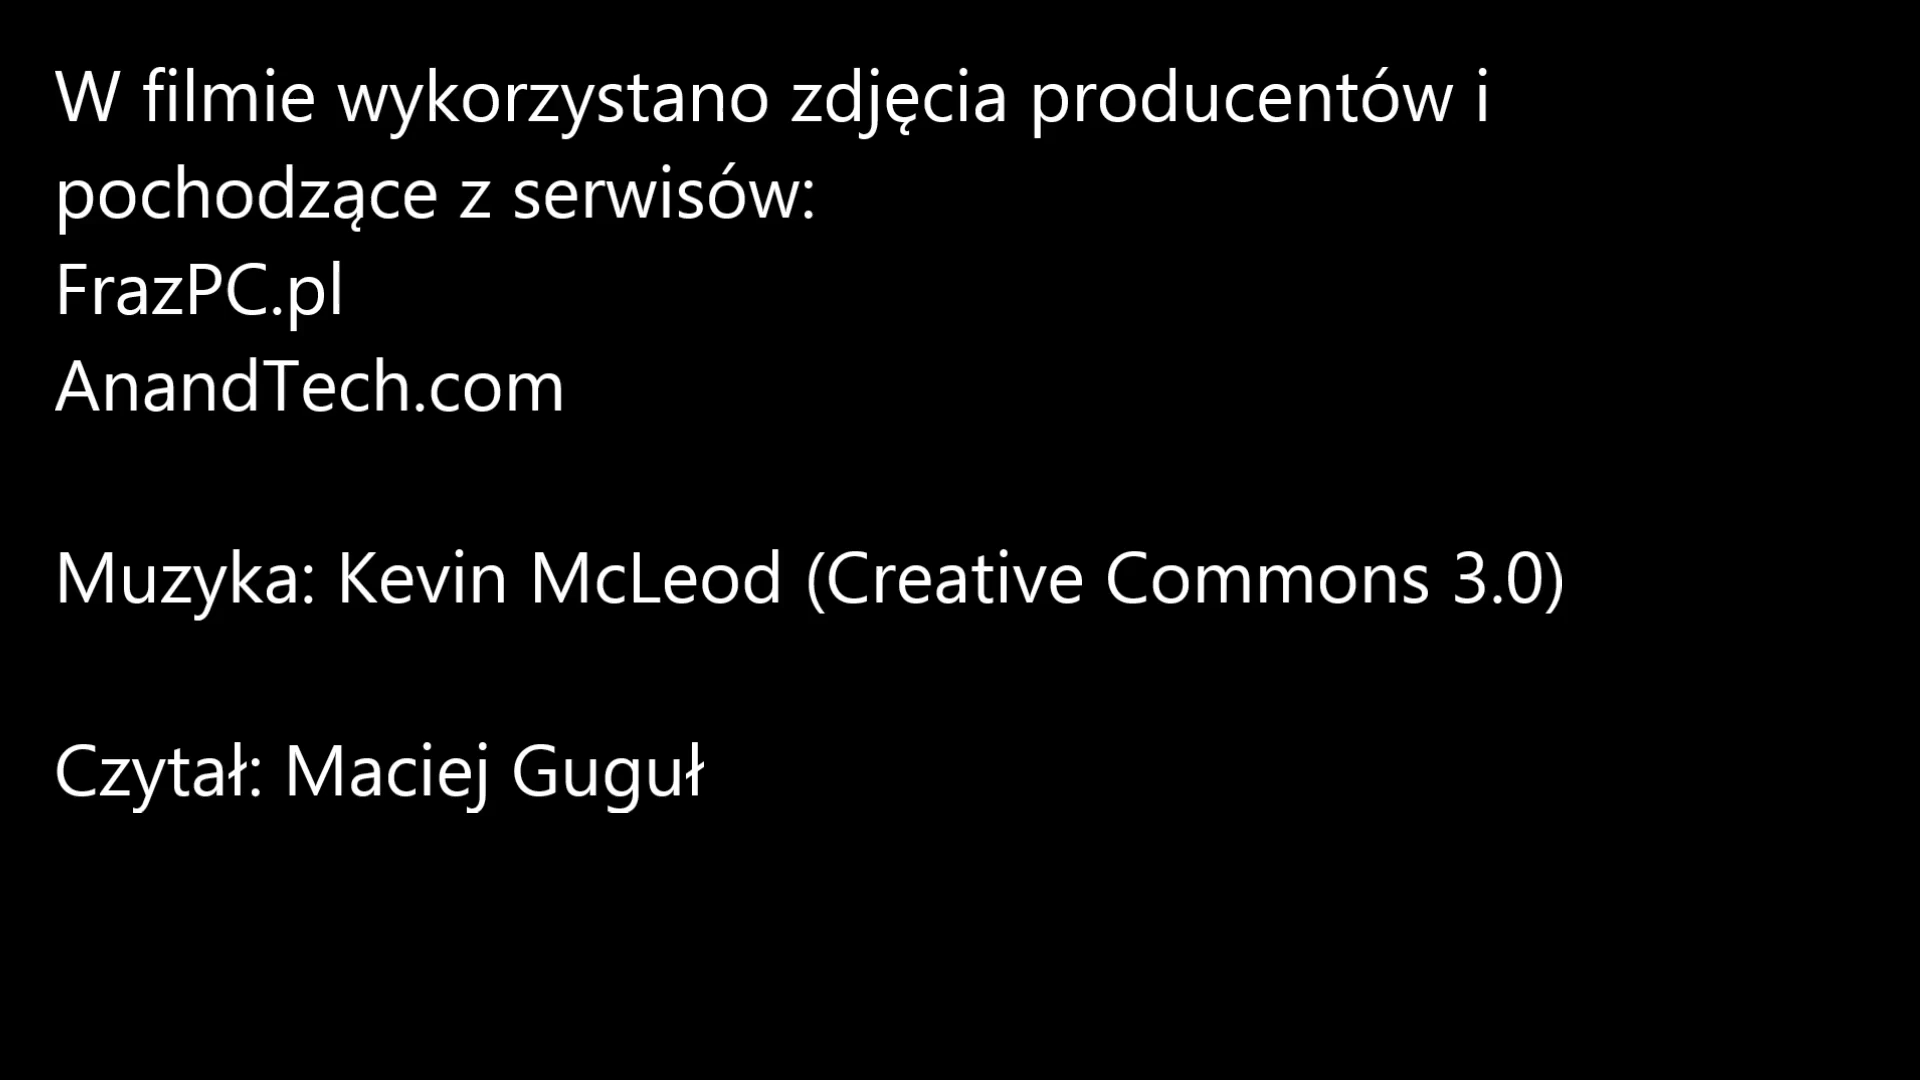 W filmie wykorzystano zdjęcia producentów i
pochodzące z serwisów:
FrazPC.pl
AnandTech.com
Muzyka: Kevin McLeod (Creative Commons 3.0)
Czytał: Maciej Guguł